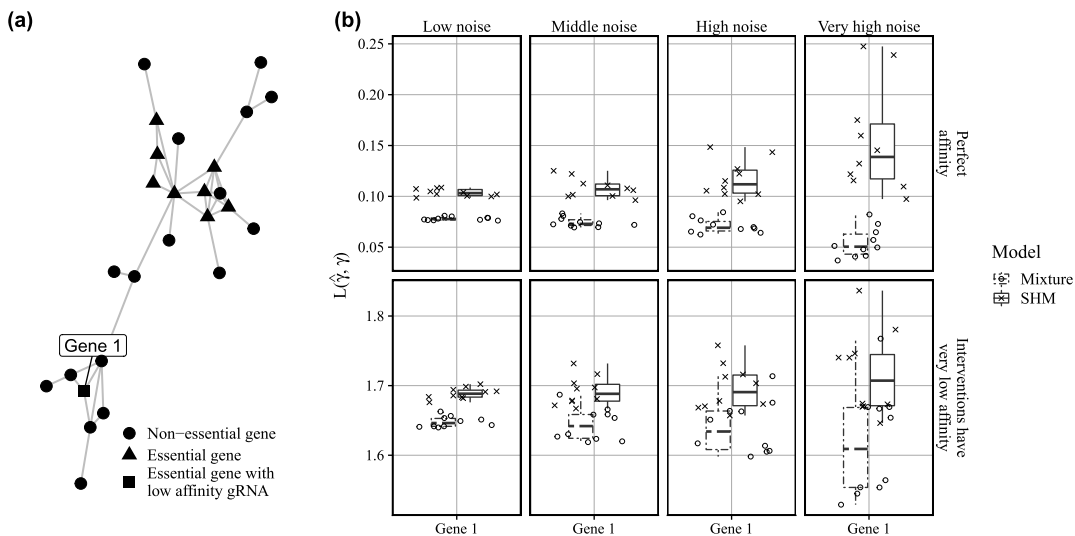 (a)
Gene 1
Non−essential gene
Essential gene
Essential gene with
low affinity gRNA
(b)
Low noise
Middle noise
High noise
Very high noise
0.25
0.20
0.15
0.10
0.05
Perfect
affinity
L(γ̂, γ)
1.8
1.7
1.6
Interventions have
very low affinity
Gene 1
Gene 1
Gene 1
Gene 1
Model
Mixture
SHM